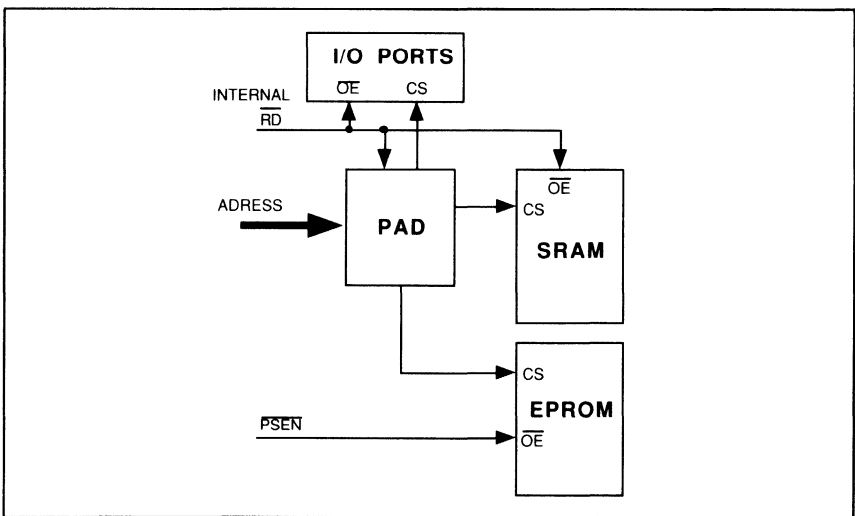 I/O PORTS
OE CS
INTERNAL
RD
ADRESS
PAD
OE
CS
SRAM
CS
EPROM
PSEN
OE